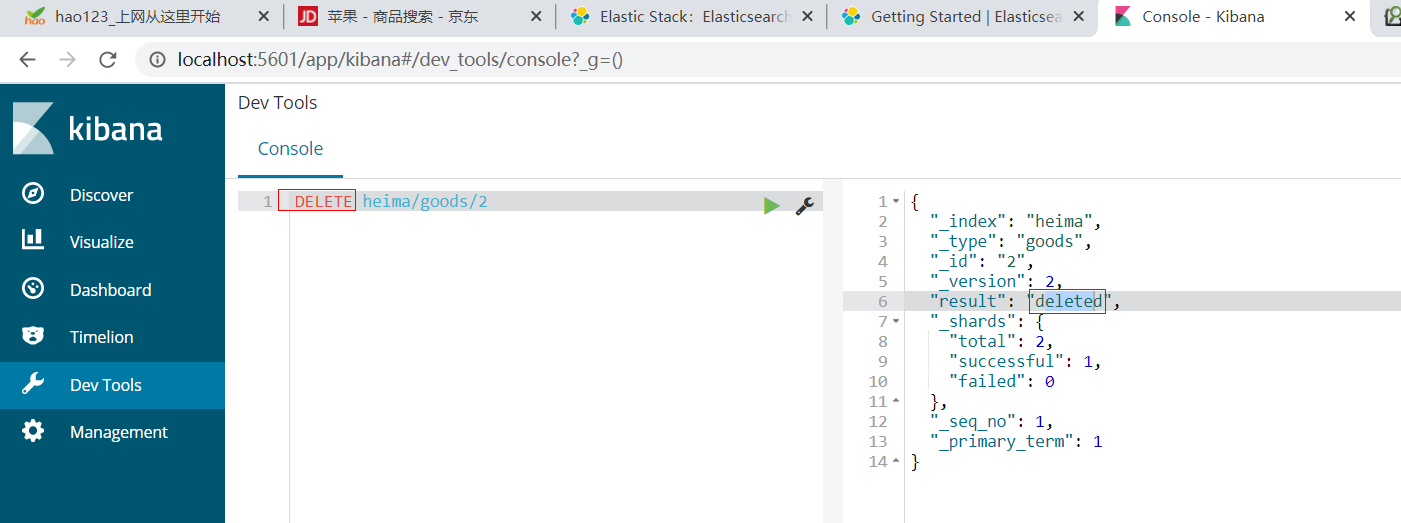 hao123_上网从这里开始
JD 苹果 - 商品搜索 - 京东
Elastic Stack: Elasticsearch
Getting Started | Elasticsea
Console - Kibana
localhost:5601/app/kibana#/dev_tools/console?_g=()
kibana
Discover
Visualize
Dashboard
Timelion
Dev Tools
Management
Dev Tools
Console
1 DELETE heima/goods/2
1 {
2 "_index": "heima",
3 "_type": "goods",
4 "_id": "2",
5 "_version": 2,
6 "result": "deleted",
7 "_shards": {
8 "total": 2,
9 "successful": 1,
10 "failed": 0
11 },
12 "_seq_no": 1,
13 "_primary_term": 1
14 }